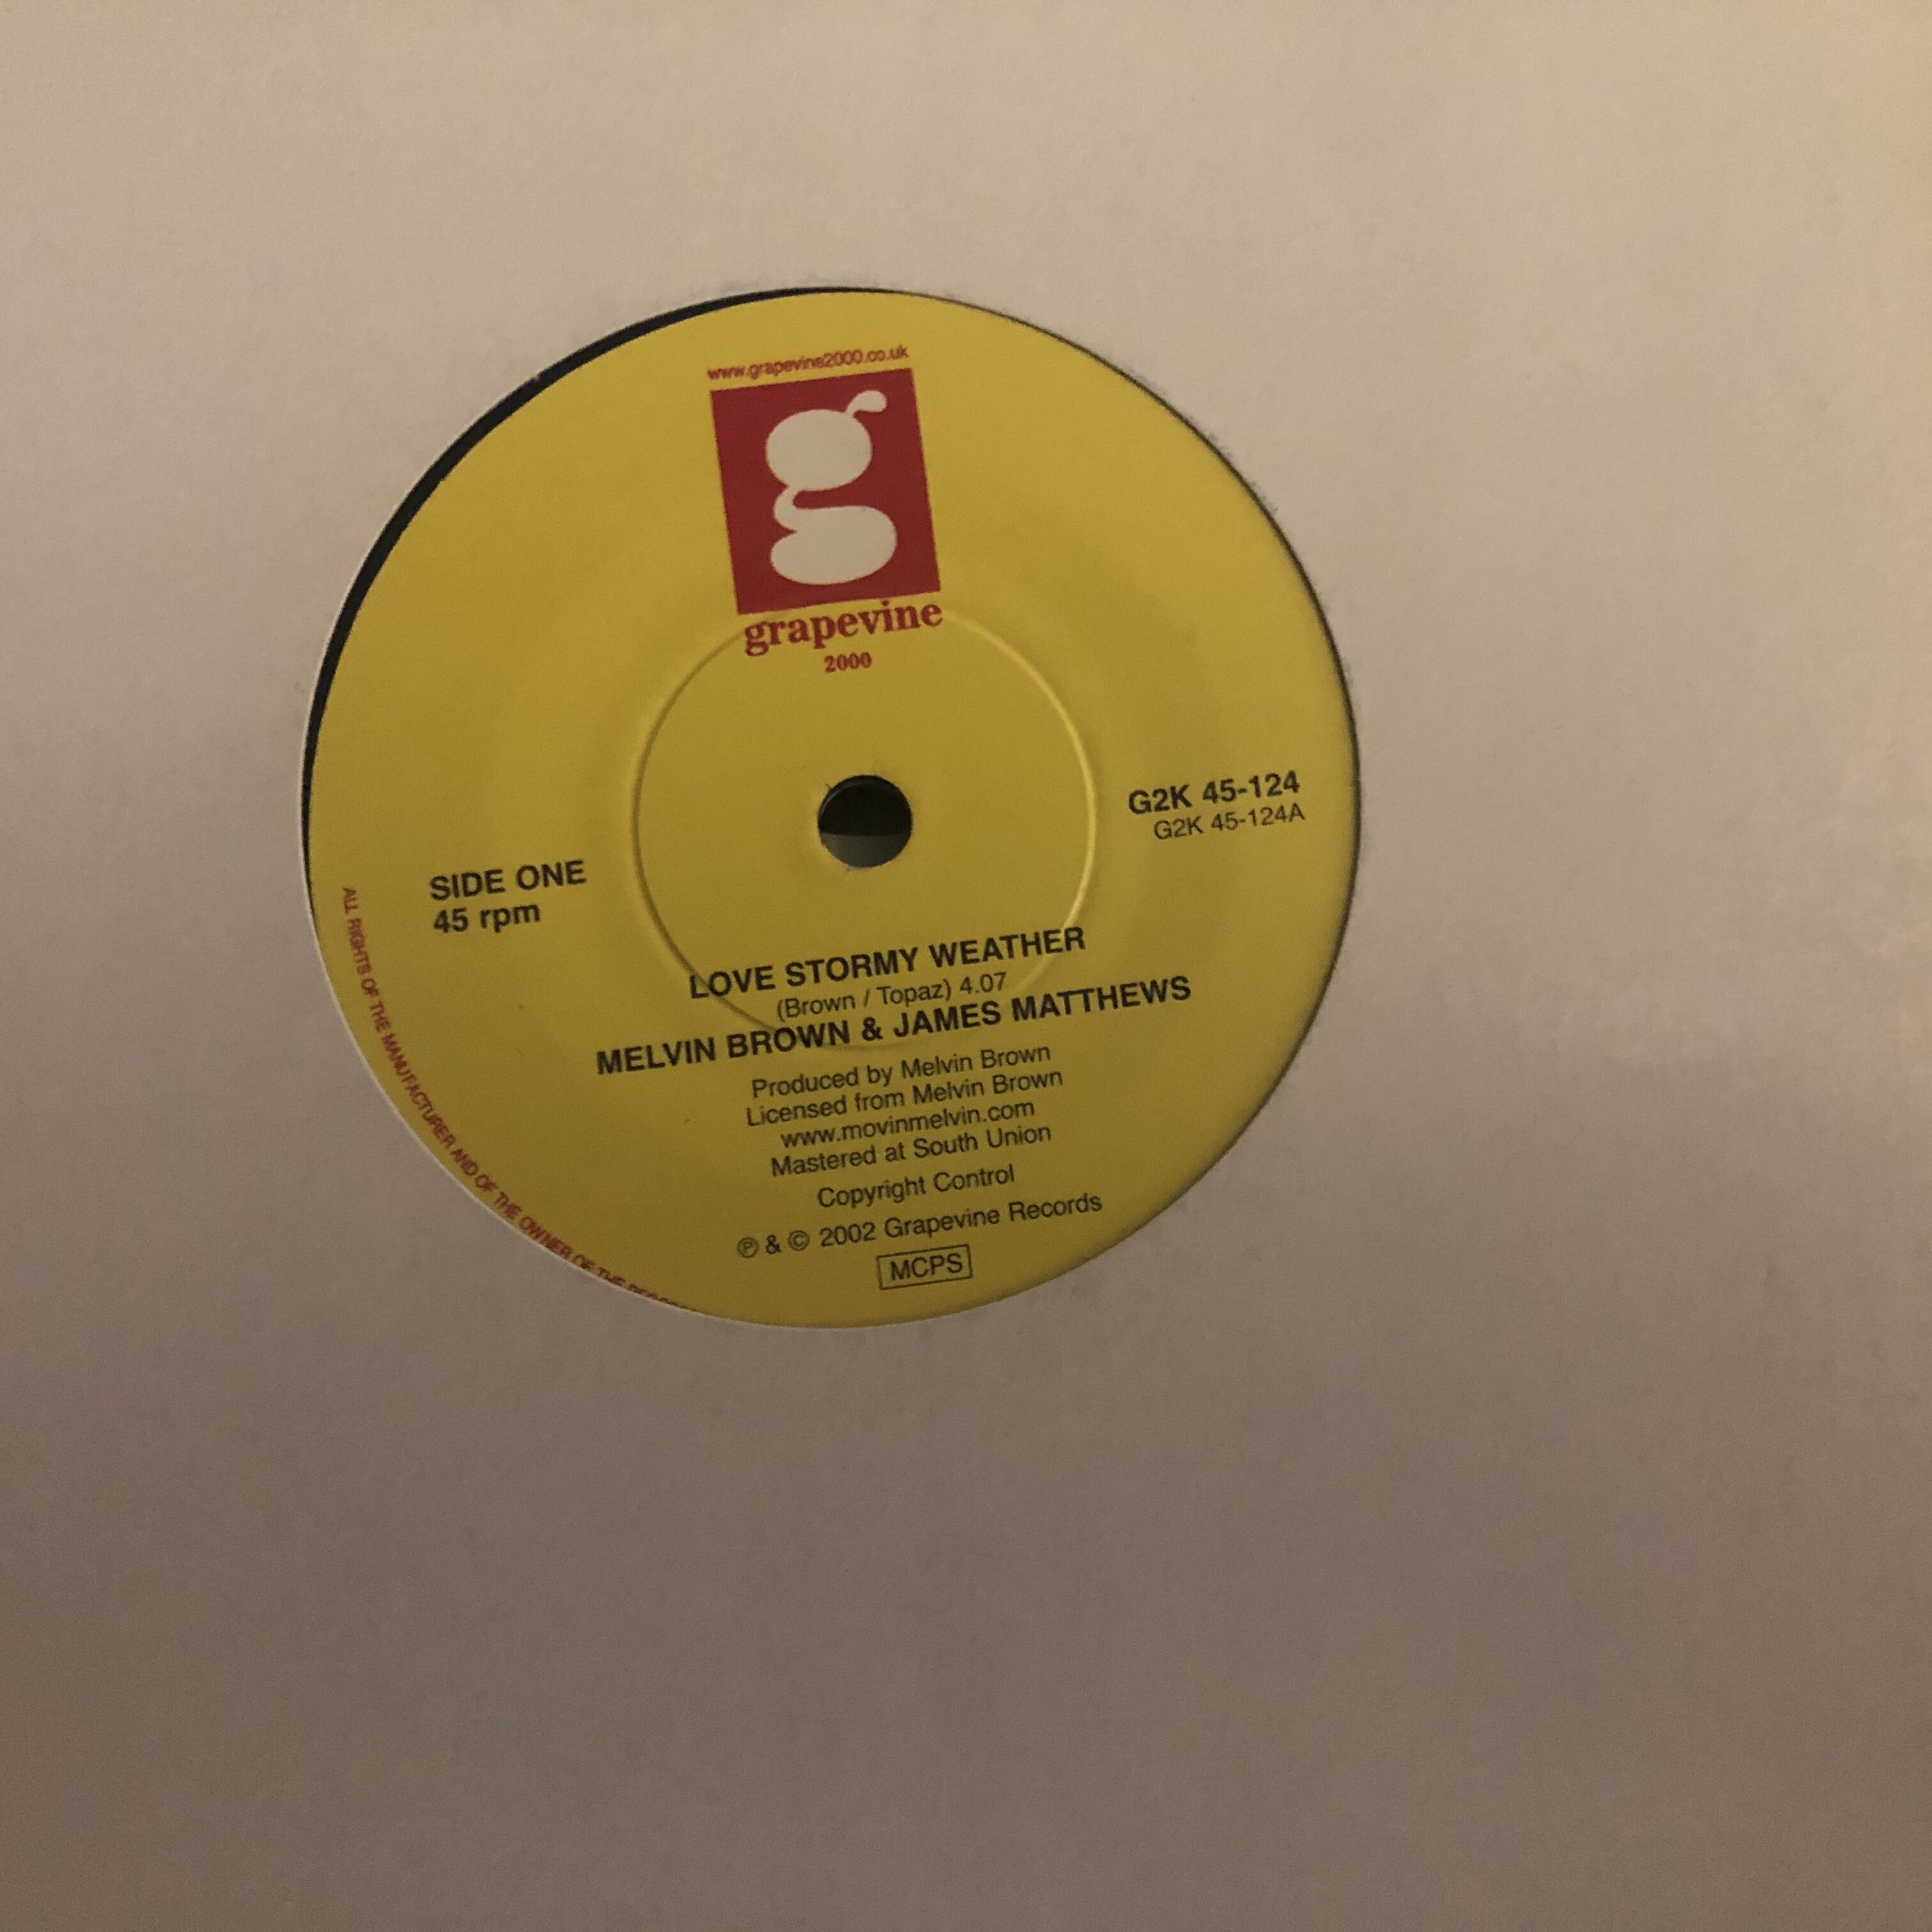 www.grapevine2000.co.uk
g
grapevine
2000
G2K 45-124
G2K 45-124A
SIDE ONE
45 rpm
LOVE STORMY WEATHER
(Brown / Topaz) 4.07
MELVIN BROWN & JAMES MATTHEWS
Produced by Melvin Brown
Licensed from Melvin Brown
www.movinmelvin.com
Mastered at South Union
Copyright Control
℗ & © 2002 Grapevine Records
MCPS
ALL RIGHTS OF THE MANUFACTURER AND OF THE OWNER OF THE